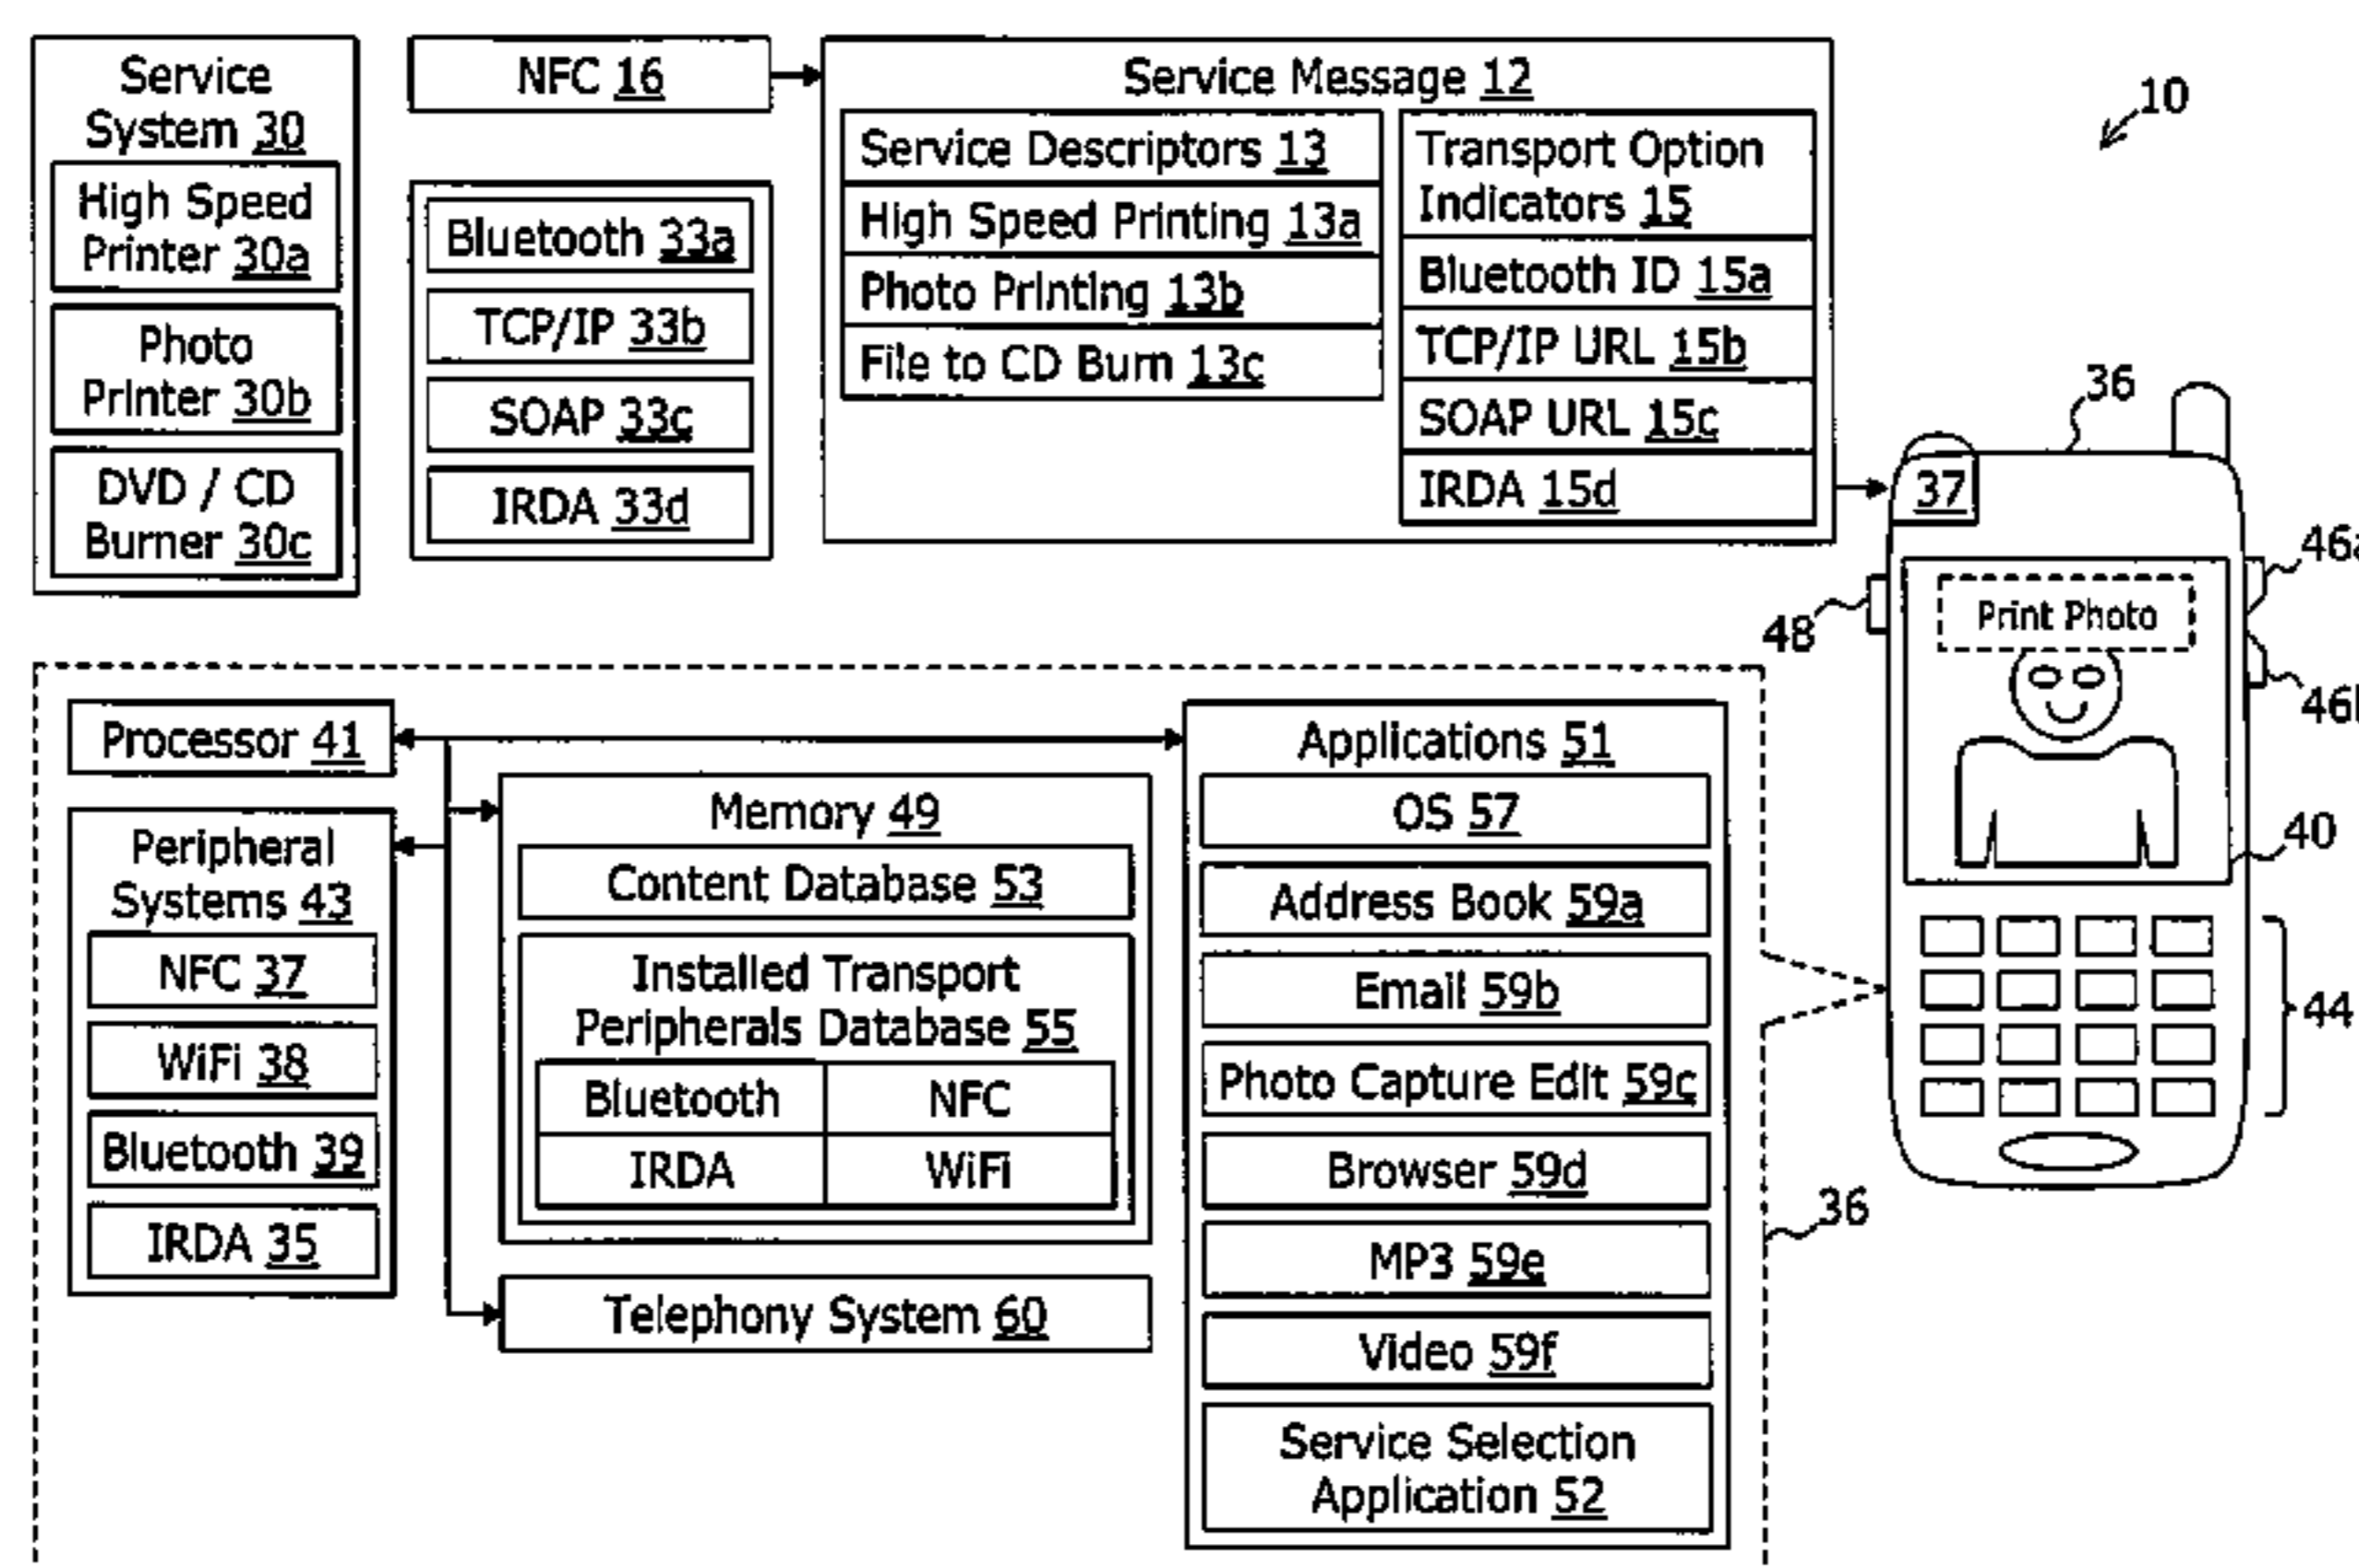 Service
System 30
High Speed
Printer 30a
Photo
Printer 30b
DVD / CD
Burner 30c
NFC 16
Bluetooth 33a
TCP/IP 33b
SOAP 33c
IRDA 33d
Service Message 12
Service Descriptors 13
High Speed Printing 13a
Photo Printing 13b
File to CD Burn 13c
Transport Option
Indicators 15
Bluetooth ID 15a
TCP/IP URL 15b
SOAP URL 15c
IRDA 15d
10
36
37
46a
48
Print Photo
46b
40
44
36
Processor 41
Peripheral
Systems 43
NFC 37
WiFi 38
Bluetooth 39
IRDA 35
Memory 49
Content Database 53
Installed Transport
Peripherals Database 55
Bluetooth NFC
IRDA WiFi
Telephony System 60
Applications 51
OS 57
Address Book 59a
Email 59b
Photo Capture Edit 59c
Browser 59d
MP3 59e
Video 59f
Service Selection
Application 52